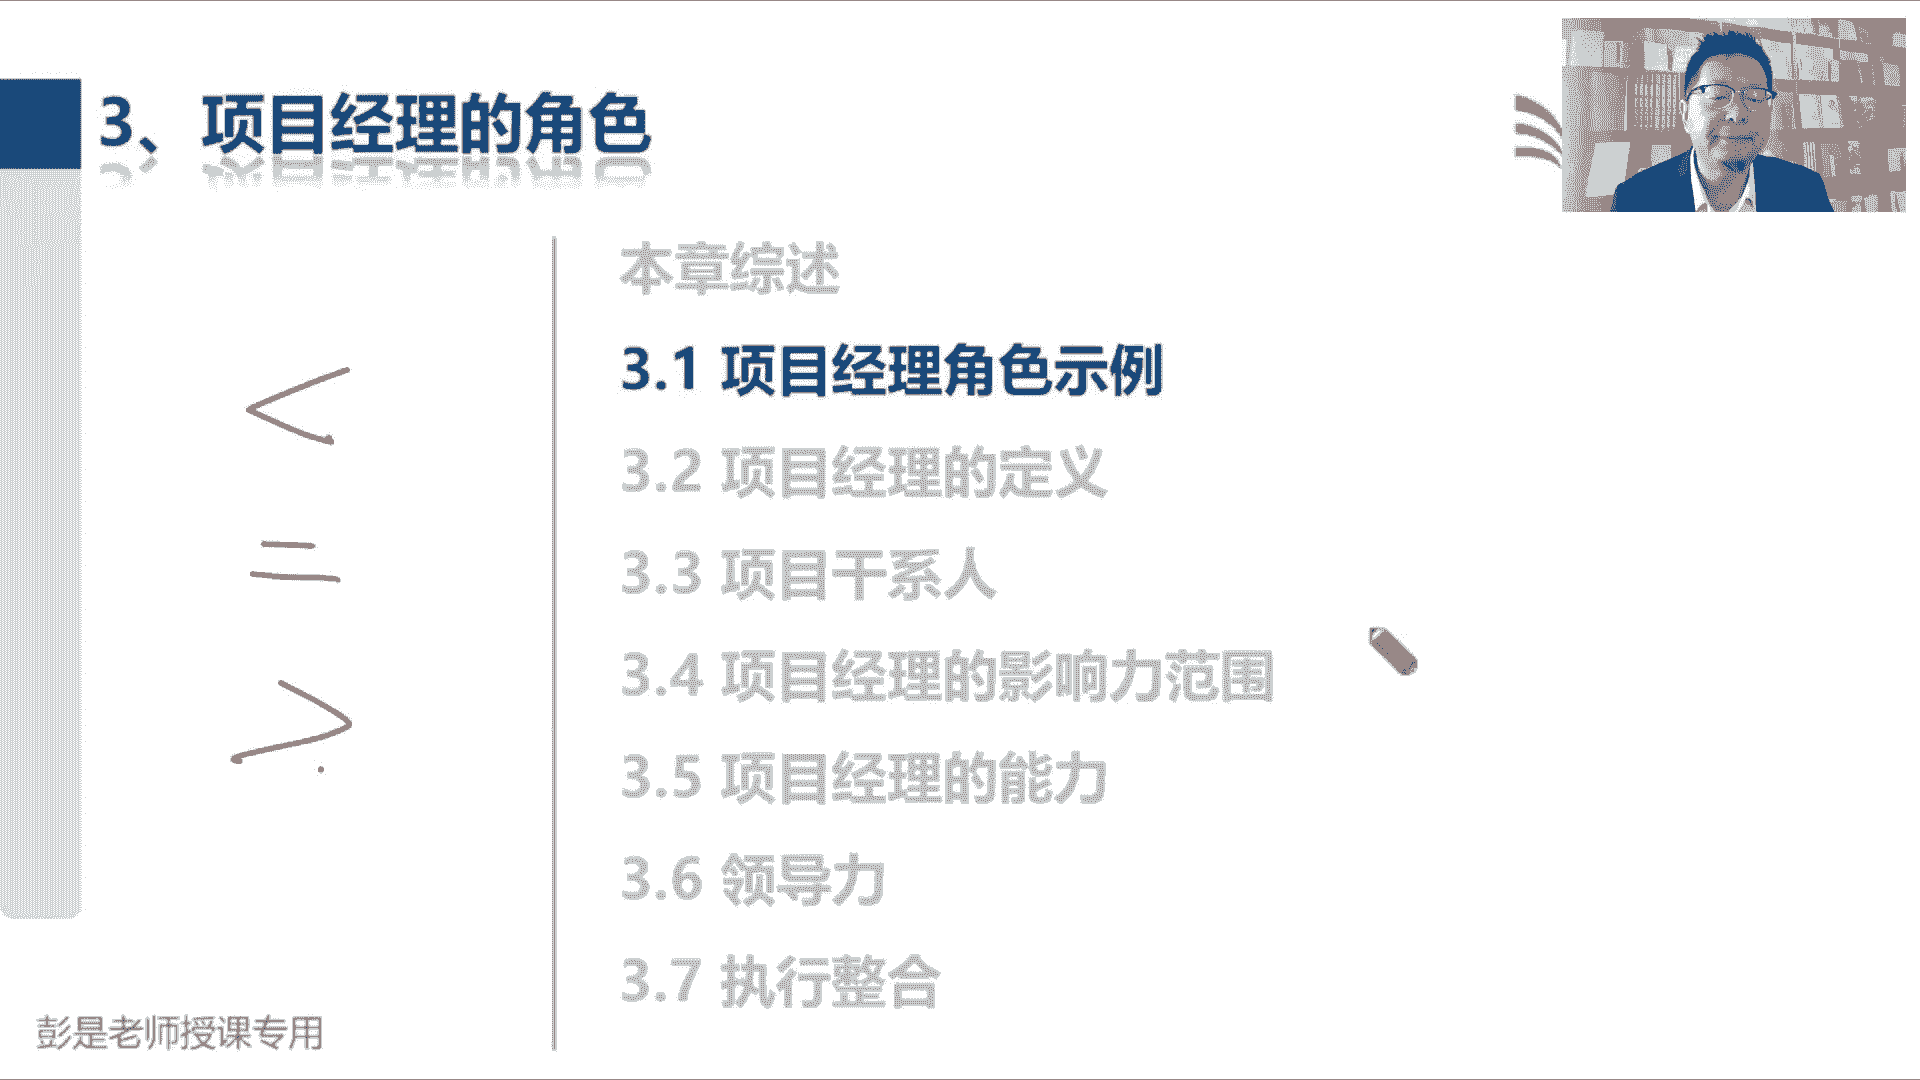 3、项目经理的角色
本章综述
3.1 项目经理角色示例
3.2 项目经理的定义
3.3 项目干系人
3.4 项目经理的影响力范围
3.5 项目经理的能力
3.6 领导力
3.7 执行整合
<
=
>
彭是老师授课专用